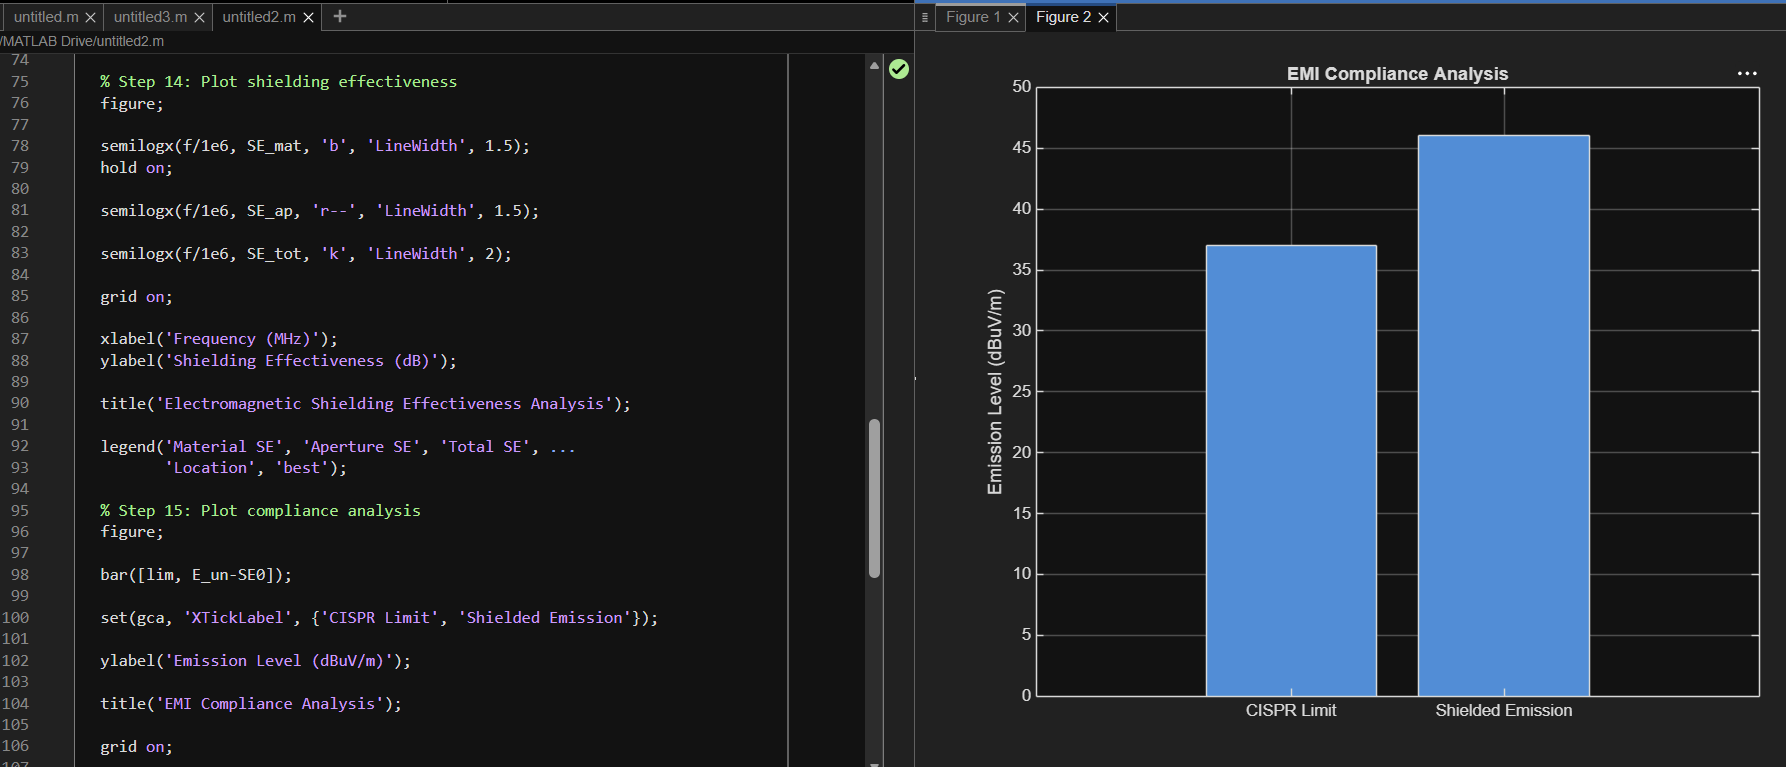 untitled.m × untitled3.m × untitled2.m × +
/MATLAB Drive/untitled2.m
74
75 % Step 14: Plot shielding effectiveness
76 figure;
77
78 semilogx(f/1e6, SE_mat, 'b', 'LineWidth', 1.5);
79 hold on;
80
81 semilogx(f/1e6, SE_ap, 'r--', 'LineWidth', 1.5);
82
83 semilogx(f/1e6, SE_tot, 'k', 'LineWidth', 2);
84
85 grid on;
86
87 xlabel('Frequency (MHz)');
88 ylabel('Shielding Effectiveness (dB)');
89
90 title('Electromagnetic Shielding Effectiveness Analysis');
91
92 legend('Material SE', 'Aperture SE', 'Total SE', ...
93 'Location', 'best');
94
95 % Step 15: Plot compliance analysis
96 figure;
97
98 bar([lim, E_un-SE0]);
99
100 set(gca, 'XTickLabel', {'CISPR Limit', 'Shielded Emission'});
101
102 ylabel('Emission Level (dBuV/m)');
103
104 title('EMI Compliance Analysis');
105
106 grid on;
107
Figure 1 × Figure 2 ×
EMI Compliance Analysis
...
Emission Level (dBuV/m)
50
45
40
35
30
25
20
15
10
5
0
CISPR Limit Shielded Emission